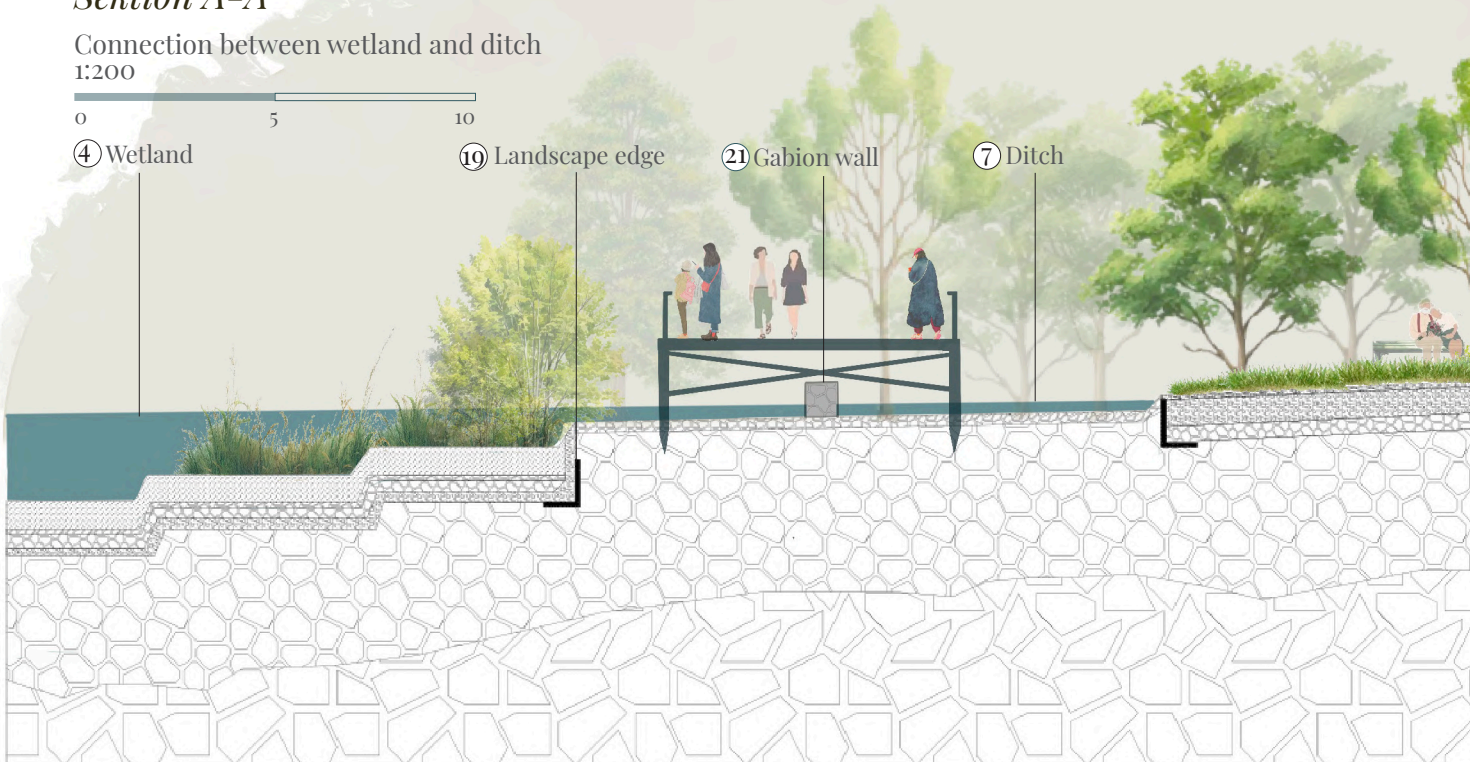 Section A–A
Connection between wetland and ditch
1:200
0 5 10
4 Wetland
19 Landscape edge
21 Gabion wall
7 Ditch